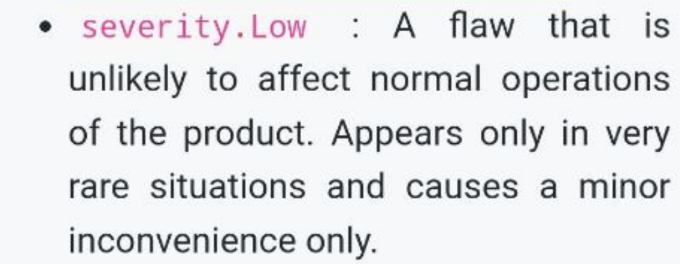 • severity.Low : A flaw that is
unlikely to affect normal operations
of the product. Appears only in very
rare situations and causes a minor
inconvenience only.